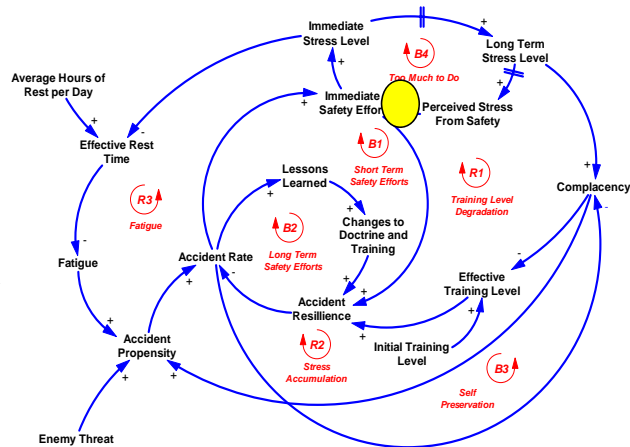 Immediate
Stress Level
+
B4
Too Much to Do
+
Long Term
Stress Level
+
Average Hours of
Rest per Day
+
-
Effective Rest
Time
+
+
Immediate
Safety Effor
Perceived Stress
From Safety
B1
Short Term
Safety Efforts
R1
Training Level
Degradation
+
Complacency
-
Lessons
Learned
+
+
Changes to
Doctrine and
Training
R3
Fatigue
B2
Long Term
Safety Efforts
-
Fatigue
+
Accident Rate
-
+
+
+
Accident
Resillience
+
-
Effective
Training Level
+
Initial Training
Level
+
Accident
Propensity
+
+
R2
Stress
Accumulation
B3
Self
Preservation
Enemy Threat